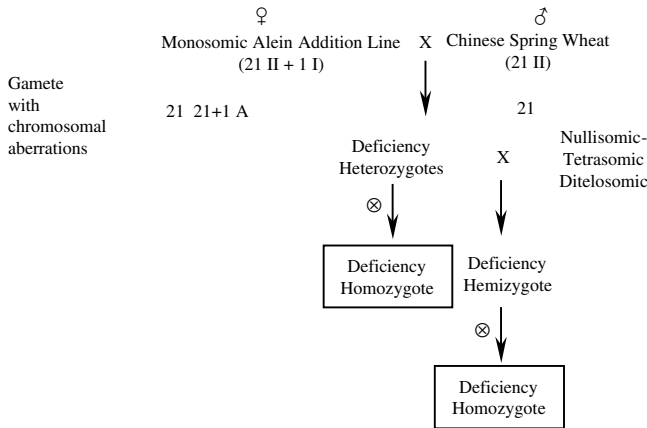 ♀ ♂
Monosomic Alein Addition Line X Chinese Spring Wheat
(21 II + 1 I) (21 II)
Gamete
with
chromosomal
aberrations
21 21+1 A 21
Deficiency
Heterozygotes
X
Nullisomic-
Tetrasomic
Ditelosomic
⊗
Deficiency
Homozygote
Deficiency
Hemizygote
⊗
Deficiency
Homozygote